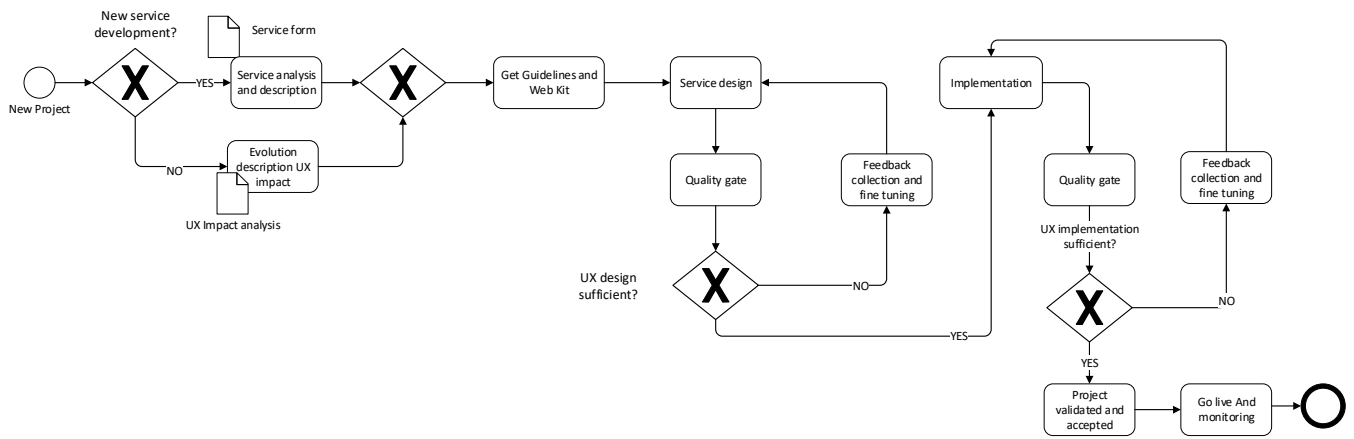 New service
development?
Service form
New Project
YES
Service analysis
and description
NO
Evolution
description UX
impact
UX Impact analysis
Get Guidelines and
Web Kit
Service design
Quality gate
Feedback
collection and
fine tuning
UX design
sufficient?
NO
YES
Implementation
Quality gate
Feedback
collection and
fine tuning
UX implementation
sufficient?
NO
YES
Project
validated and
accepted
Go live And
monitoring